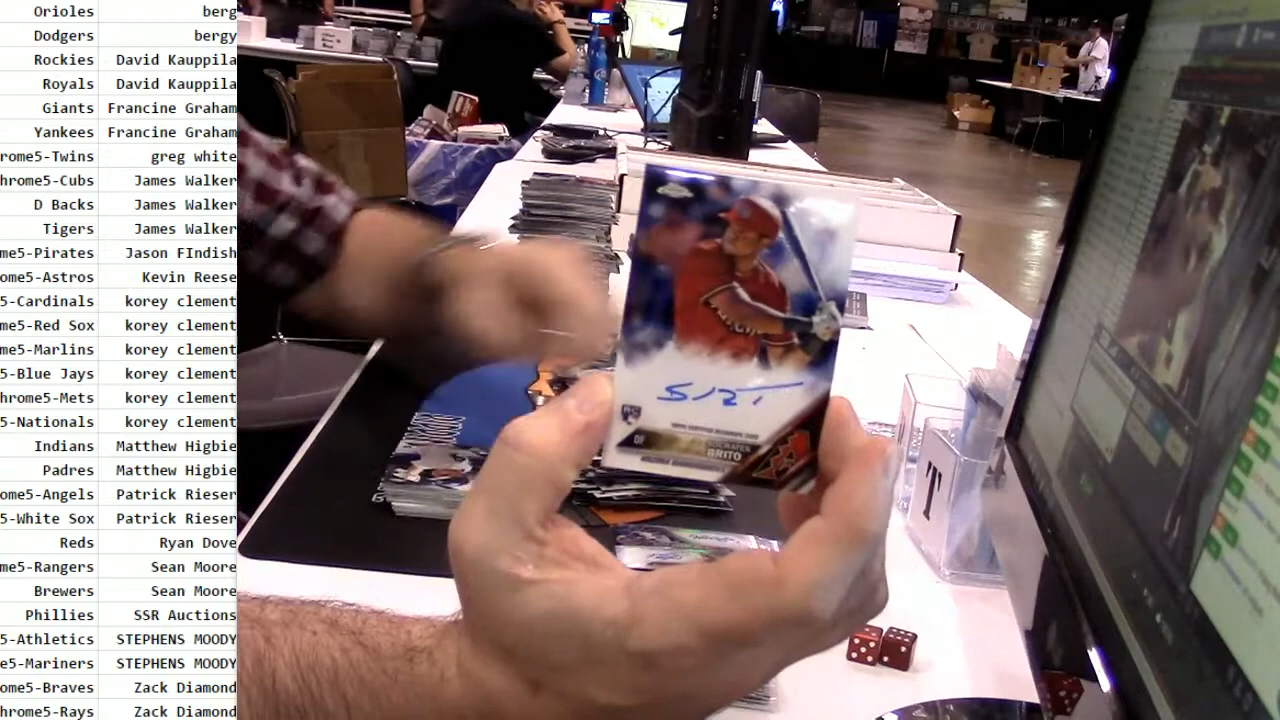 Orioles berg
Dodgers bergy
Rockies David Kauppila
Royals David Kauppila
Giants Francine Graham
Yankees Francine Graham
rome5-Twins greg white
hrome5-Cubs James Walker
D Backs James Walker
Tigers James Walker
me5-Pirates Jason FIndish
ome5-Astros Kevin Reese
5-Cardinals korey clement
me5-Red Sox korey clement
me5-Marlins korey clement
5-Blue Jays korey clement
hrome5-Mets korey clement
5-Nationals korey clement
Indians Matthew Higbie
Padres Matthew Higbie
ome5-Angels Patrick Rieser
5-White Sox Patrick Rieser
Reds Ryan Dove
me5-Rangers Sean Moore
Brewers Sean Moore
Phillies SSR Auctions
5-Athletics STEPHENS MOODY
e5-Mariners STEPHENS MOODY
ome5-Braves Zack Diamond
hrome5-Rays Zack Diamond
RC
OF
SOCRATES
BRITO
T